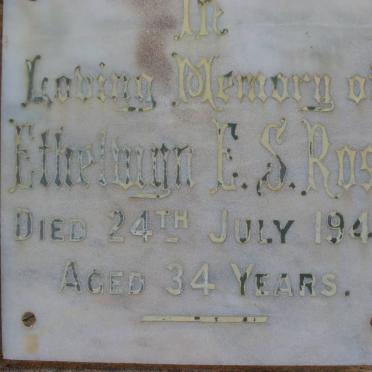 In
Loving Memory o
Ethelwyn E. S. Ros
Died 24th July 194
Aged 34 Years.